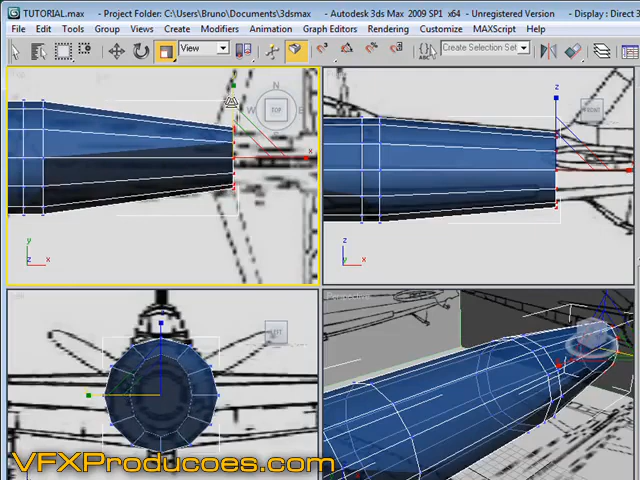 TUTORIAL.max - Project Folder: C:\Users\Bruno\Documents\3dsmax - Autodesk 3ds Max 2009 SP1 x64 - Unregistered Version - Display : Direct 3
File Edit Tools Group Views Create Modifiers Animation Graph Editors Rendering Customize MAXScript Help
View ABC Create Selection Set
N
W TOP
y
x
z
y
z x
z
x
z
y x
LEFT
Perspective
VFXProducoes.com